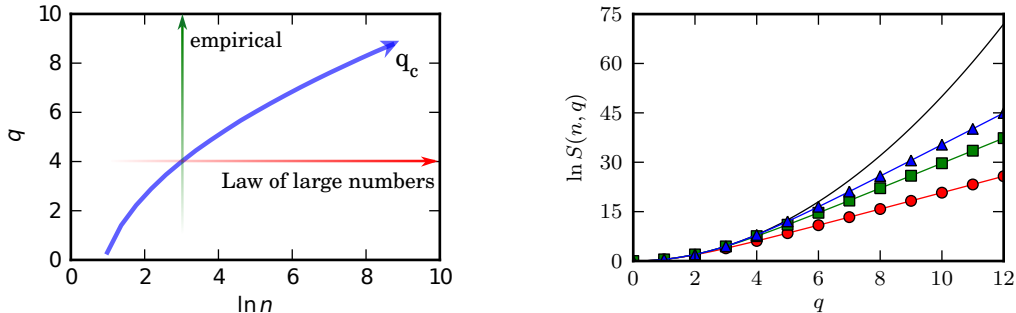 10
8
6
4
2
0
q
empirical
q_c
Law of large numbers
0 2 4 6 8 10
ln n
75
60
45
30
15
0
ln S(n, q)
0 2 4 6 8 10 12
q